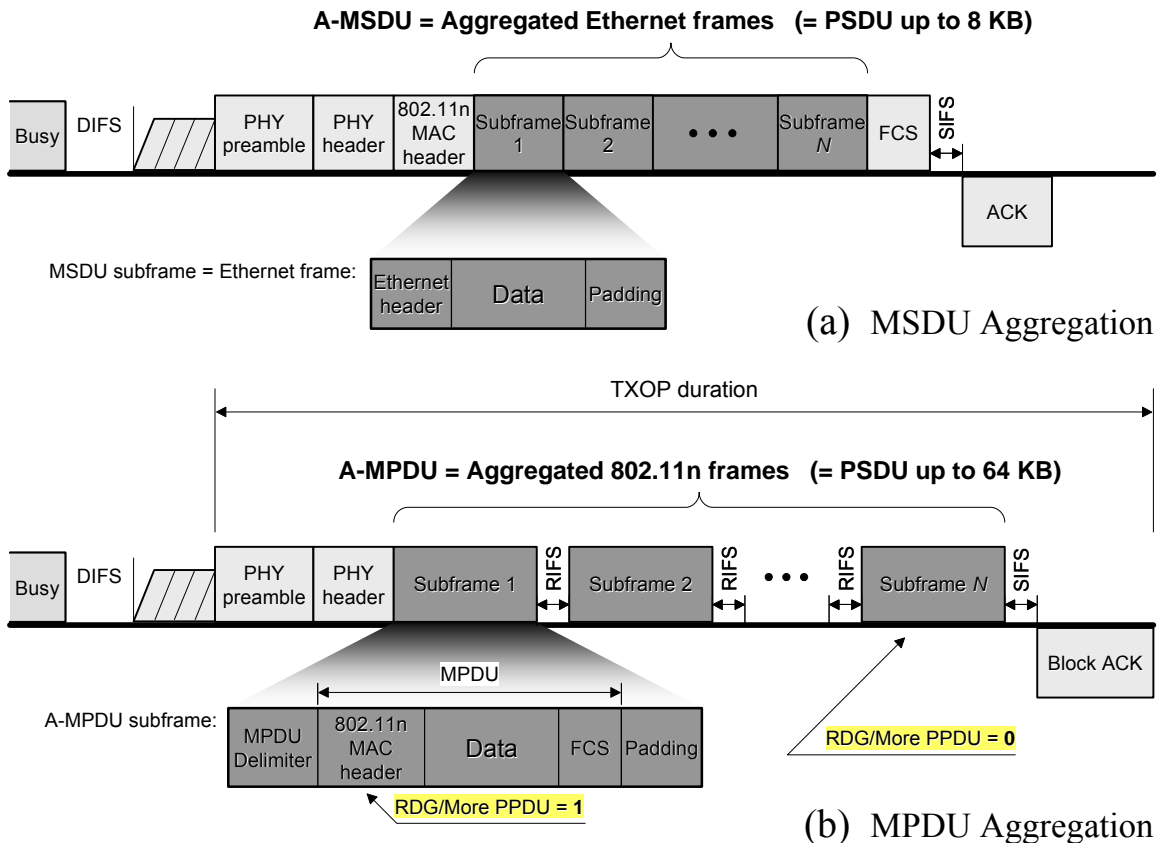 A-MSDU = Aggregated Ethernet frames (= PSDU up to 8 KB)
Busy
DIFS
PHY
preamble
PHY
header
802.11n
MAC
header
Subframe
1
Subframe
2
• • •
Subframe
N
FCS
SIFS
ACK
MSDU subframe = Ethernet frame:
Ethernet
header
Data
Padding
(a) MSDU Aggregation
TXOP duration
A-MPDU = Aggregated 802.11n frames (= PSDU up to 64 KB)
Busy
DIFS
PHY
preamble
PHY
header
Subframe 1
RIFS
Subframe 2
RIFS
• • •
RIFS
Subframe N
SIFS
Block ACK
MPDU
A-MPDU subframe:
MPDU
Delimiter
802.11n
MAC
header
Data
FCS
Padding
RDG/More PPDU = 0
RDG/More PPDU = 1
(b) MPDU Aggregation